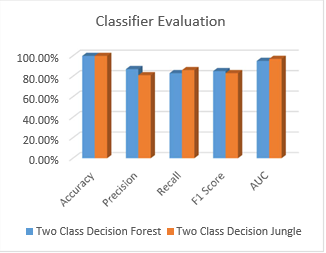 Classifier Evaluation
100.00%
80.00%
60.00%
40.00%
20.00%
0.00%
Accuracy
Precision
Recall
F1 Score
AUC
Two Class Decision Forest Two Class Decision Jungle